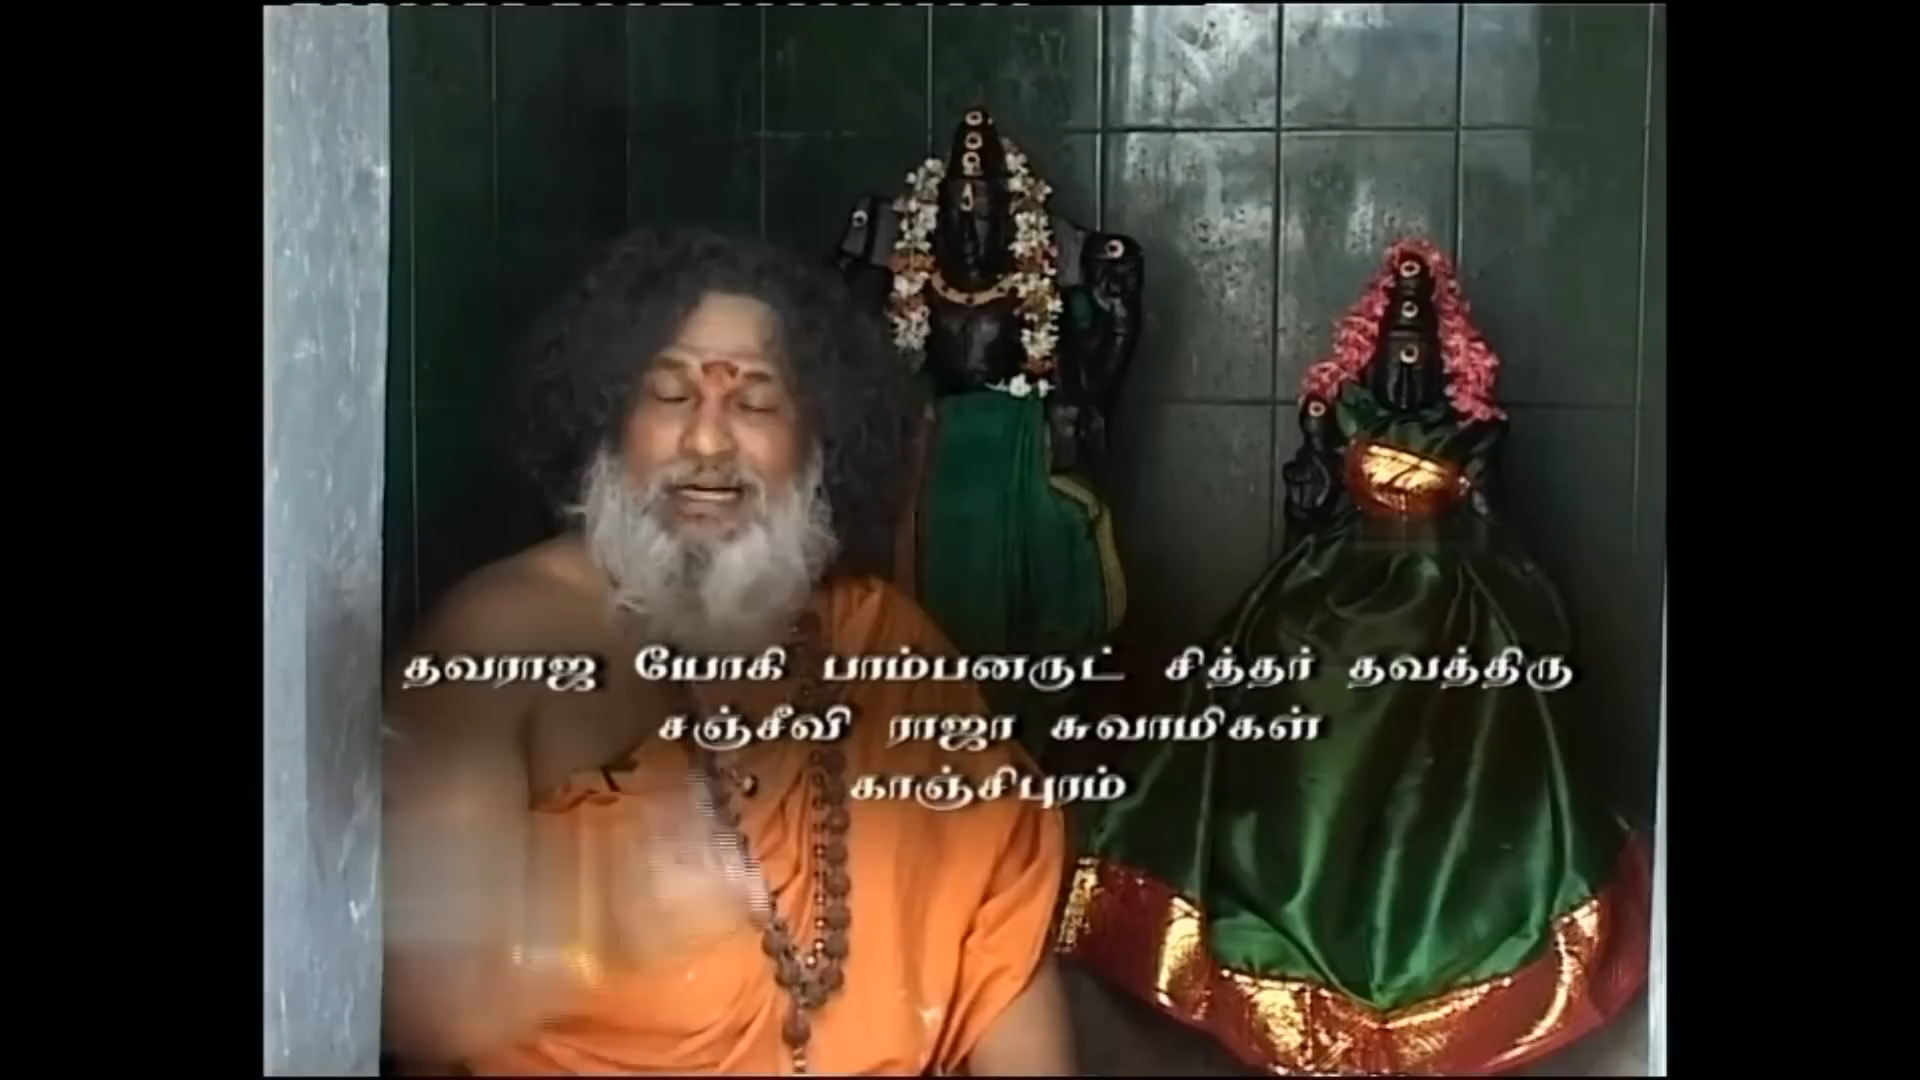 தவராஜ யோகி பாம்பனருட் சித்தர் தவத்திரு
சஞ்சீவி ராஜா சுவாமிகள்
காஞ்சிபுரம்